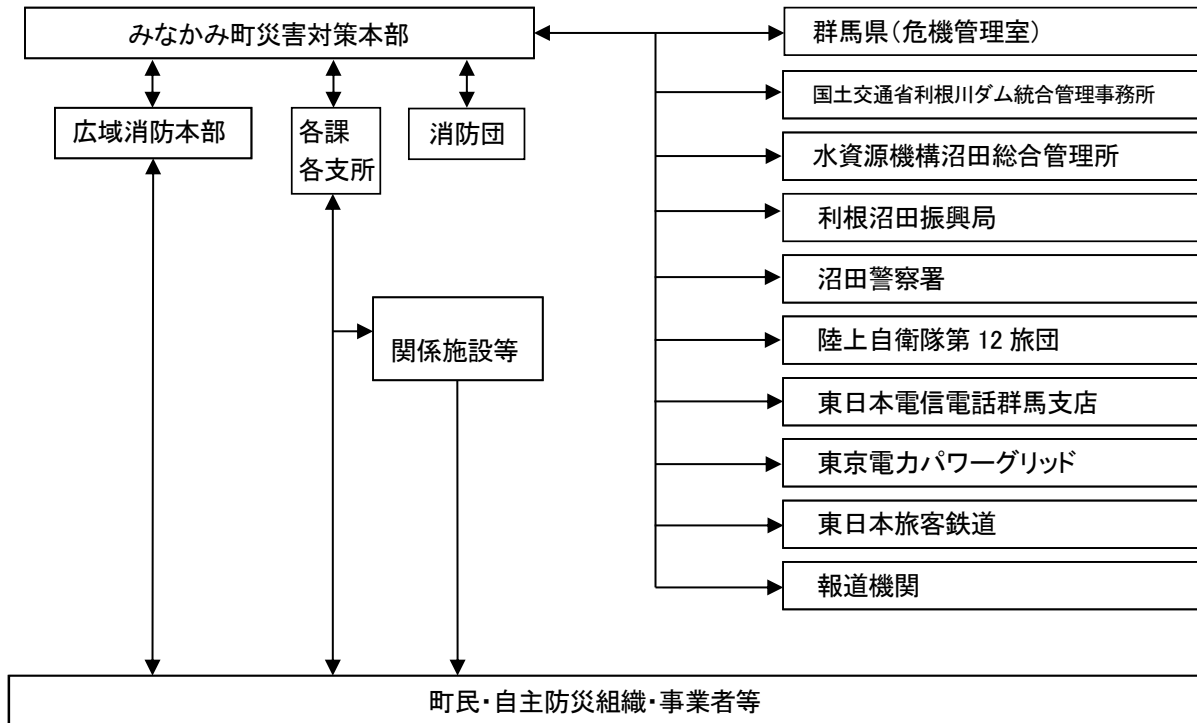 みなかみ町災害対策本部
広域消防本部
各課
各支所
消防団
関係施設等
群馬県(危機管理室)
国土交通省利根川ダム統合管理事務所
水資源機構沼田総合管理所
利根沼田振興局
沼田警察署
陸上自衛隊第 12 旅団
東日本電信電話群馬支店
東京電力パワーグリッド
東日本旅客鉄道
報道機関
町民・自主防災組織・事業者等